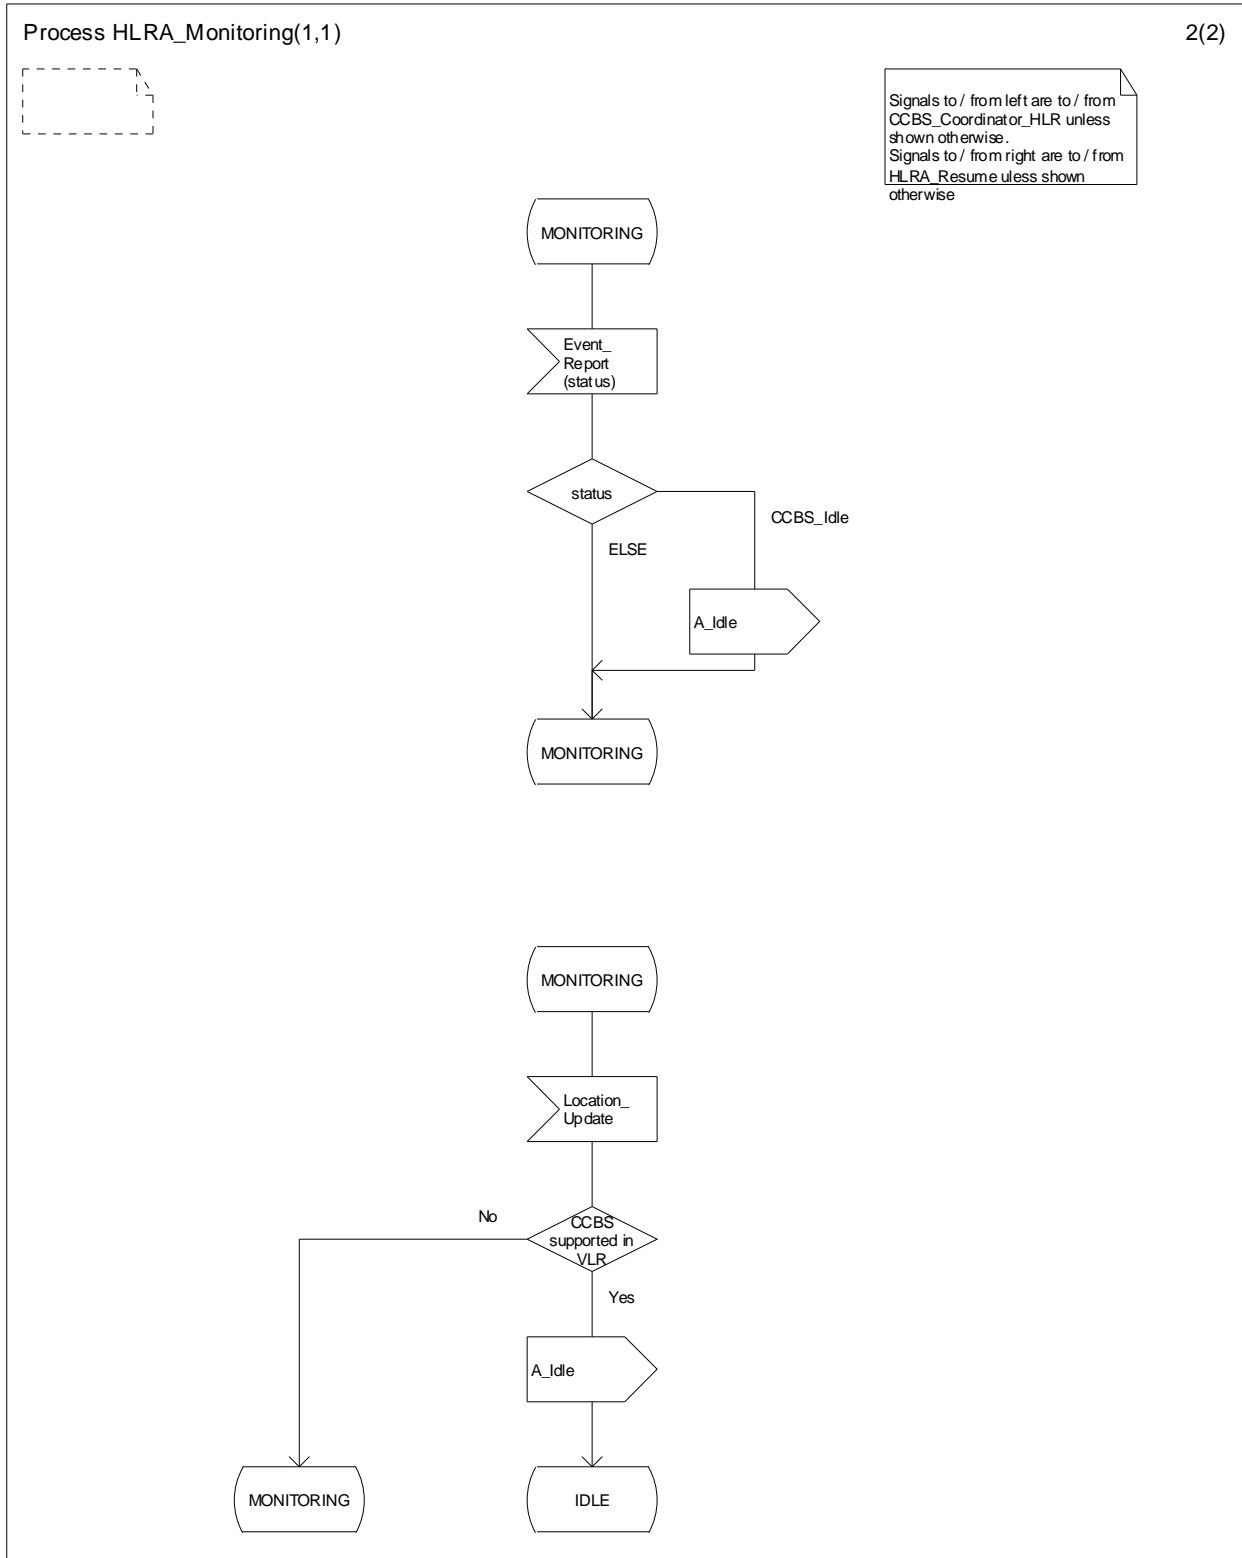 Process HLRA_Monitoring(1,1)
2(2)
Signals to / from left are to / from
CCBS_Coordinator_HLR unless
shown otherwise.
Signals to / from right are to / from
HLRA_Resume uless shown
otherwise
MONITORING
Event_
Report
(status)
status
CCBS_Idle
ELSE
A_Idle
MONITORING
MONITORING
Location_
Update
No
CCBS
supported in
VLR
Yes
A_Idle
MONITORING
IDLE